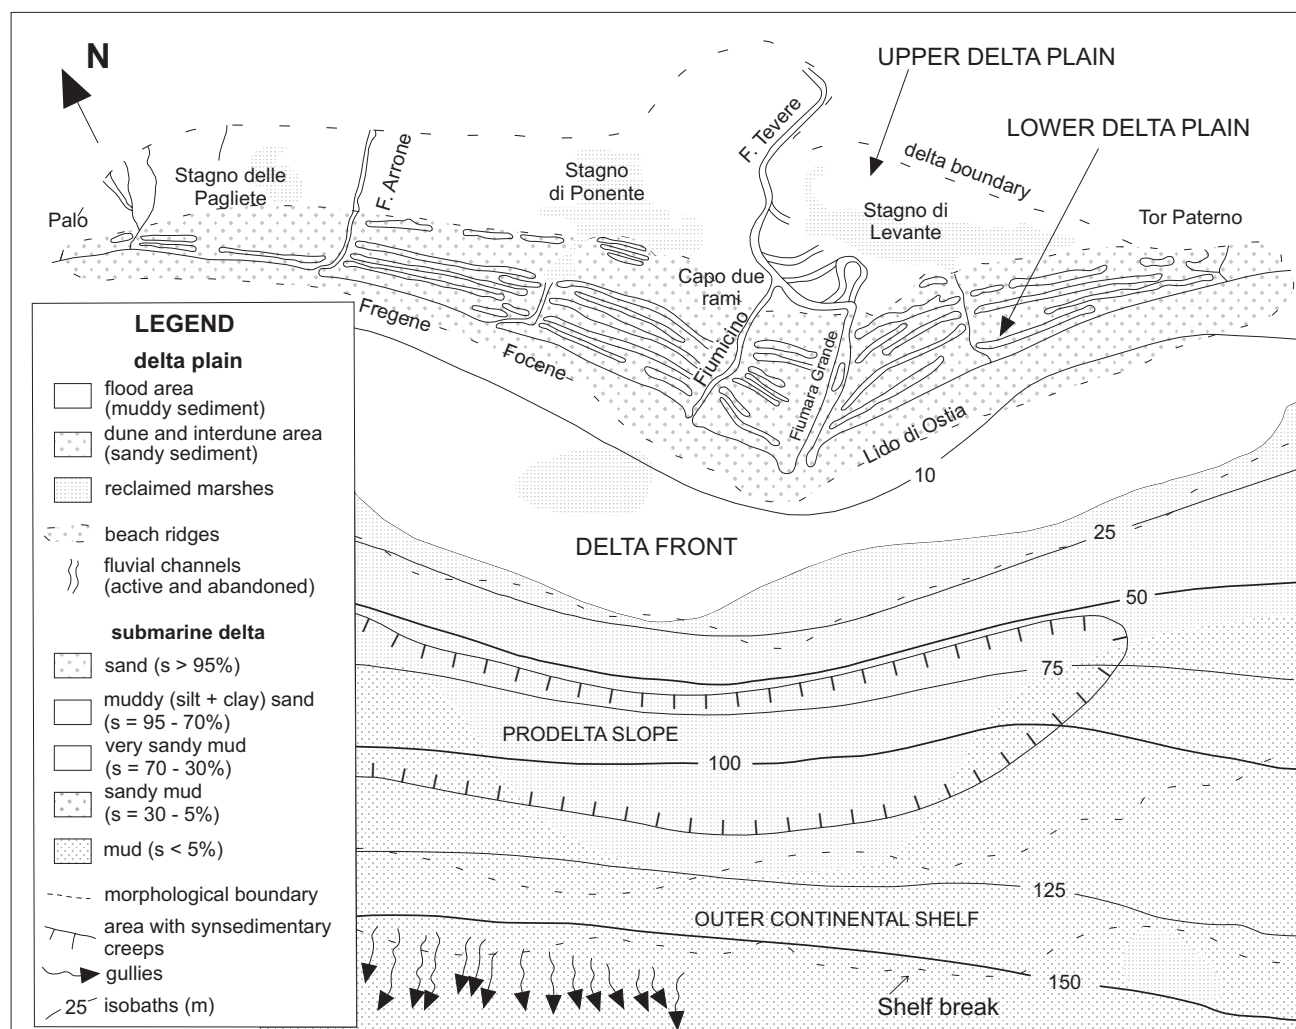 N
UPPER DELTA PLAIN
LOWER DELTA PLAIN
F. Tevere
delta boundary
F. Arrone
Stagno delle
Pagliete
Stagno
di Ponente
Stagno di
Levante
Tor Paterno
Palo
Capo due
rami
Fregene
Focene
Fiumicino
Fiumara Grande
Lido di Ostia
10
DELTA FRONT
25
50
75
PRODELTA SLOPE
100
125
OUTER CONTINENTAL SHELF
150
Shelf break
LEGEND
delta plain
flood area
(muddy sediment)
dune and interdune area
(sandy sediment)
reclaimed marshes
beach ridges
fluvial channels
(active and abandoned)
submarine delta
sand (s > 95%)
muddy (silt + clay) sand
(s = 95 - 70%)
very sandy mud
(s = 70 - 30%)
sandy mud
(s = 30 - 5%)
mud (s < 5%)
morphological boundary
area with synsedimentary
creeps
gullies
25 isobaths (m)